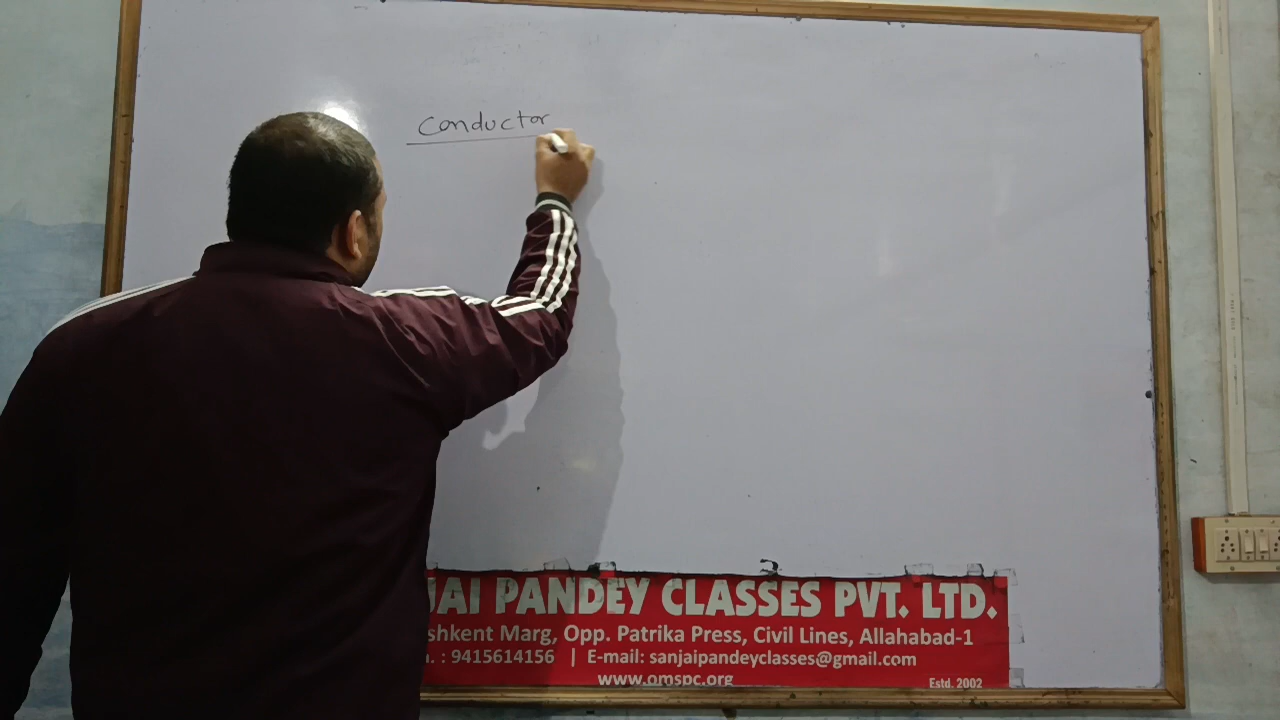 Conductor
JAI PANDEY CLASSES PVT. LTD.
shkent Marg, Opp. Patrika Press, Civil Lines, Allahabad-1
. : 9415614156 | E-mail: sanjaipandeyclasses@gmail.com
www.omspc.org
Estd. 2002